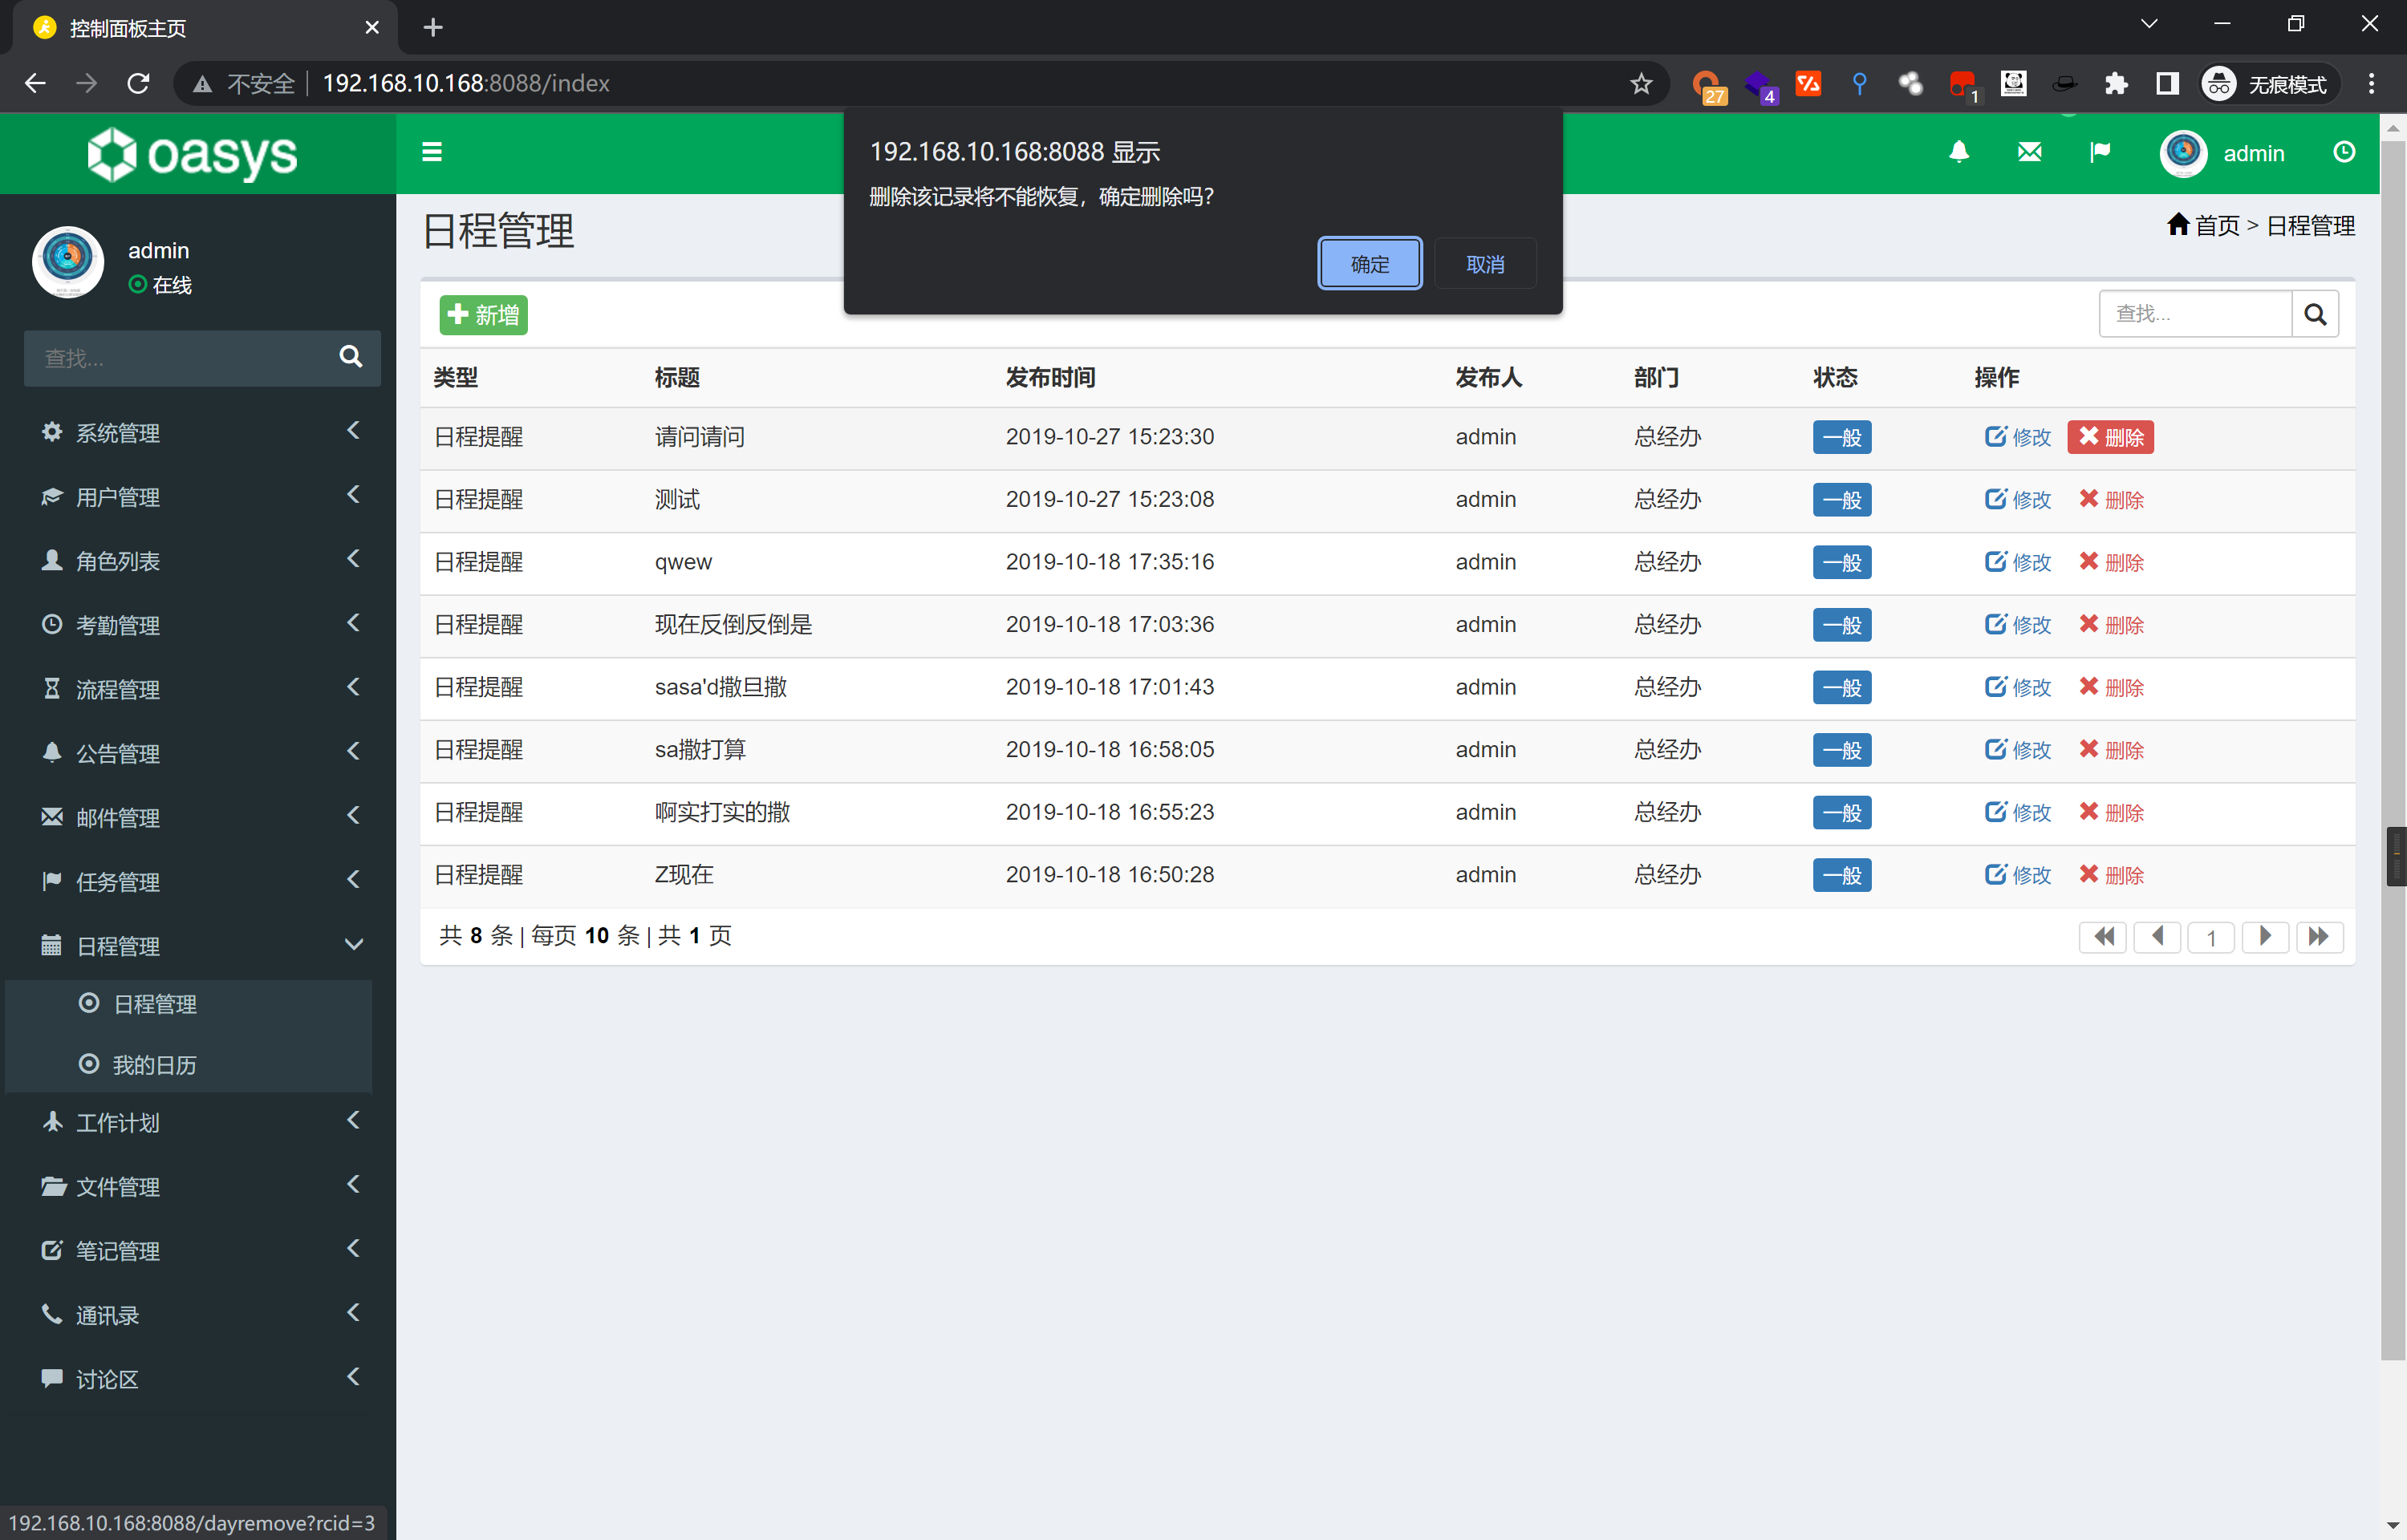 控制面板主页
不安全 192.168.10.168:8088/index
27 4 1 无痕模式
oasys
admin
192.168.10.168:8088 显示
删除该记录将不能恢复，确定删除吗?
确定 取消
admin
在线
查找...
系统管理
用户管理
角色列表
考勤管理
流程管理
公告管理
邮件管理
任务管理
日程管理
日程管理
我的日历
工作计划
文件管理
笔记管理
通讯录
讨论区
日程管理
首页 > 日程管理
新增
查找...
类型 标题 发布时间 发布人 部门 状态 操作
日程提醒 请问请问 2019-10-27 15:23:30 admin 总经办 一般 修改 删除
日程提醒 测试 2019-10-27 15:23:08 admin 总经办 一般 修改 删除
日程提醒 qwew 2019-10-18 17:35:16 admin 总经办 一般 修改 删除
日程提醒 现在反倒反倒是 2019-10-18 17:03:36 admin 总经办 一般 修改 删除
日程提醒 sasa'd撒旦撒 2019-10-18 17:01:43 admin 总经办 一般 修改 删除
日程提醒 sa撒打算 2019-10-18 16:58:05 admin 总经办 一般 修改 删除
日程提醒 啊实打实的撒 2019-10-18 16:55:23 admin 总经办 一般 修改 删除
日程提醒 Z现在 2019-10-18 16:50:28 admin 总经办 一般 修改 删除
共 8 条 | 每页 10 条 | 共 1 页
1
192.168.10.168:8088/dayremove?rcid=3